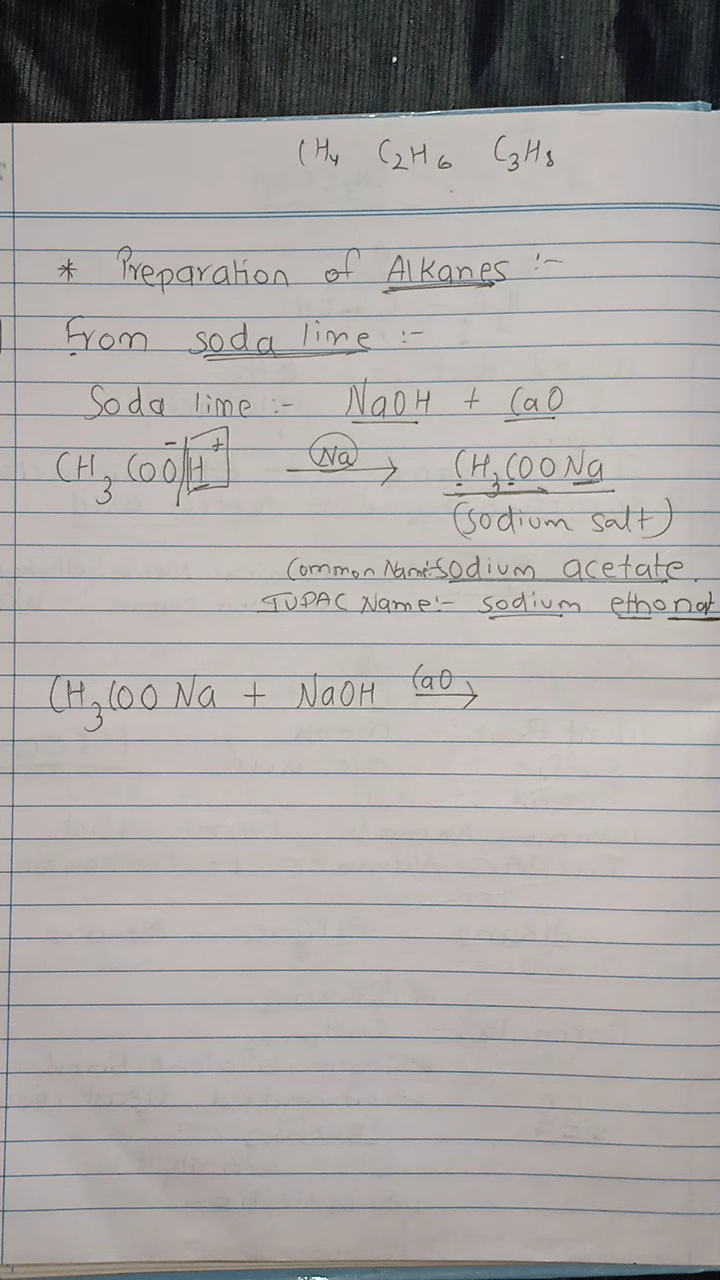 CH₄ C₂H₆ C₃H₈
* Preparation of Alkanes :-
From soda lime :-
Soda lime :- NaOH + CaO
CH₃COO⁻ H⁺ Na → CH₃COONa
(sodium salt)
Common Name:- sodium acetate.
IUPAC Name:- sodium ethonat
CH₃COONa + NaOH CaO →